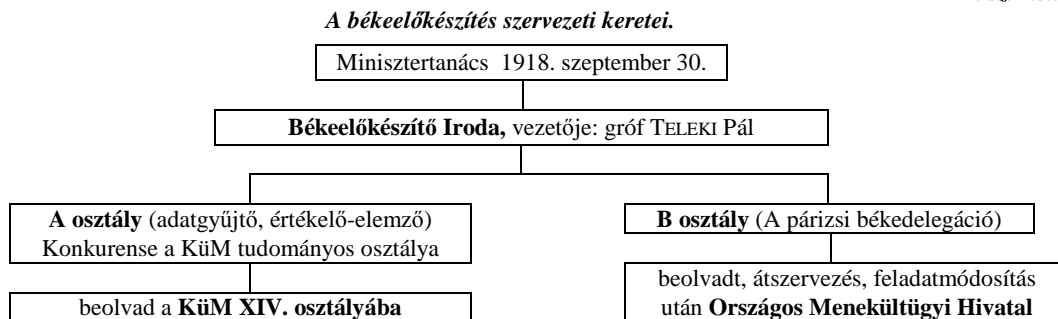 A békeelőkészítés szervezeti keretei.
Minisztertanács 1918. szeptember 30.
Békeelőkészítő Iroda, vezetője: gróf TELEKI Pál
A osztály (adatgyűjtő, értékelő-elemző)
Konkurense a KüM tudományos osztálya
B osztály (A párizsi békedelegáció)
beolvad a KüM XIV. osztályába
beolvadt, átszervezés, feladatmódosítás
után Országos Menekültügyi Hivatal